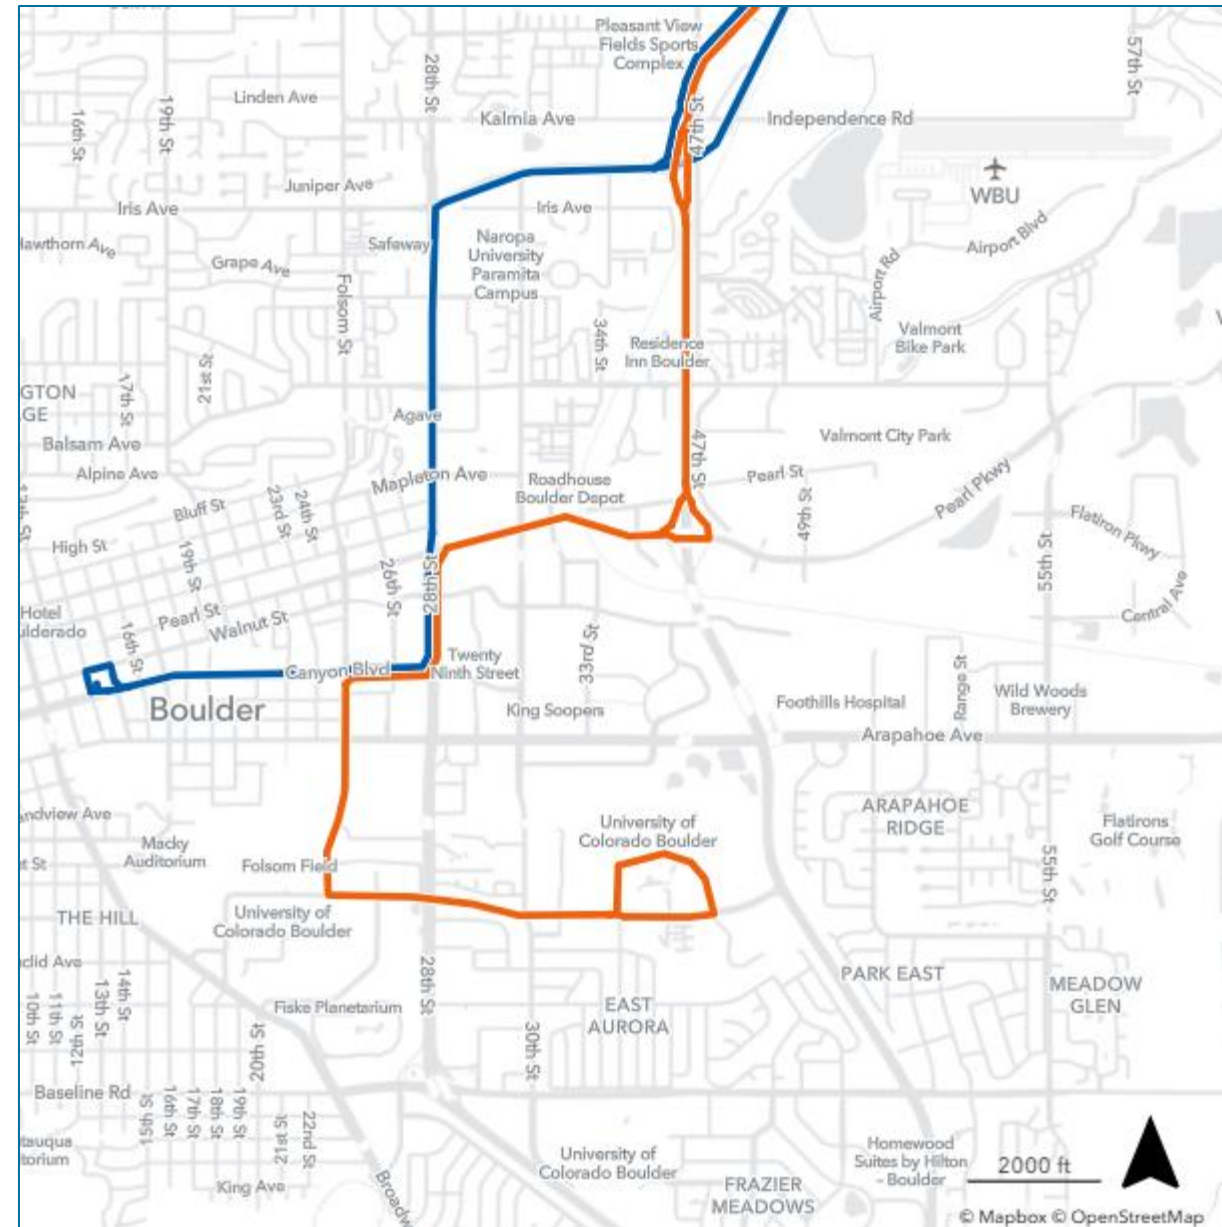 Pleasant View
Fields Sports
Complex
57th St
28th St
Linden Ave
19th St
16th St
Kalmia Ave
47th St
Independence Rd
WBU
Juniper Ave
Iris Ave
Iris Ave
Hawthorn Ave
Safeway
Naropa
University
Paramita
Campus
Airport Blvd
Grape Ave
Airport Rd
Folsom St
34th St
Residence
Inn Boulder
Valmont
Bike Park
21st St
17th St
GTON
GE
Agave
Balsam Ave
Valmont City Park
47th St
Alpine Ave
Mapleton Ave
Roadhouse
Boulder Depot
Pearl St
Pearl Pkwy
Bluff St
23rd St
24th St
49th St
Flatiron Pkwy
High St
19th St
26th St
28th St
55th St
Central Ave
Hotel
ulderado
Pearl St
Walnut St
16th St
33rd St
Canyon Blvd
Twenty
Ninth Street
Range St
Wild Woods
Brewery
Foothills Hospital
Boulder
King Soopers
Arapahoe Ave
ARAPAHOE
RIDGE
andview Ave
Macky
Auditorium
University of
Colorado Boulder
Flatirons
Golf Course
Folsom Field
55th St
THE HILL
University of
Colorado Boulder
clid Ave
28th St
PARK EAST
MEADOW
GLEN
14th St
13th St
12th St
11th St
10th St
Fiske Planetarium
EAST
AURORA
20th St
30th St
Baseline Rd
15th St
16th St
17th St
18th St
19th St
21st St
22nd St
tauqua
torium
King Ave
Broadw
University of
Colorado Boulder
FRAZIER
MEADOWS
Homewood
Suites by Hilton
- Boulder
2000 ft
© Mapbox © OpenStreetMap